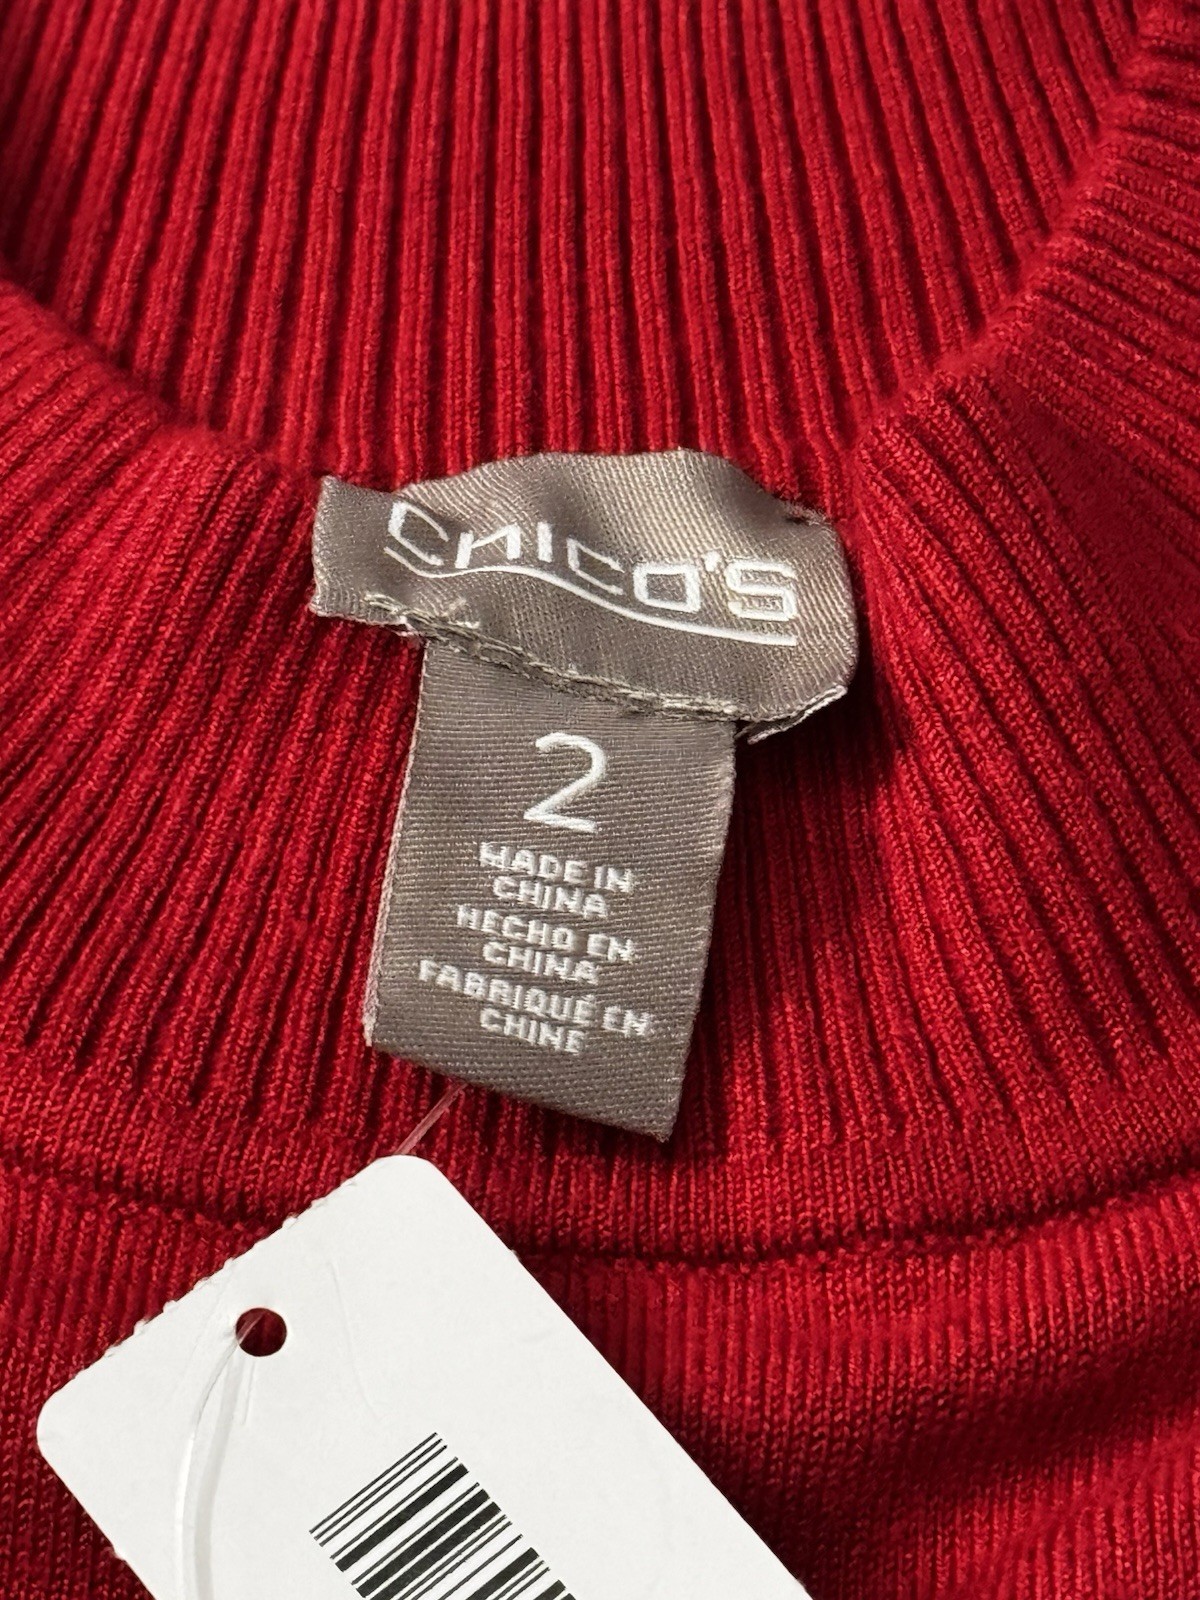 CHICO'S
2
MADE IN
CHINA
HECHO EN
CHINA
FABRIQUÉ EN
CHINE